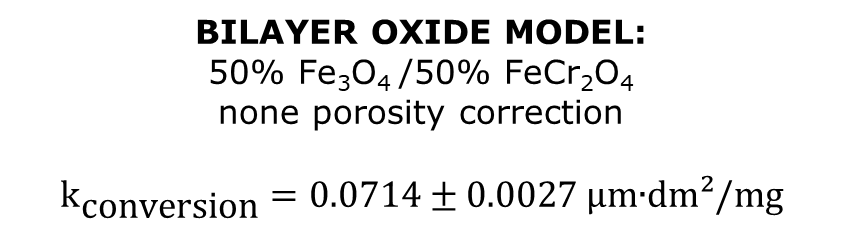 BILAYER OXIDE MODEL:
50% Fe₃O₄/50% FeCr₂O₄
none porosity correction
k_conversion = 0.0714 ± 0.0027 μm·dm²/mg